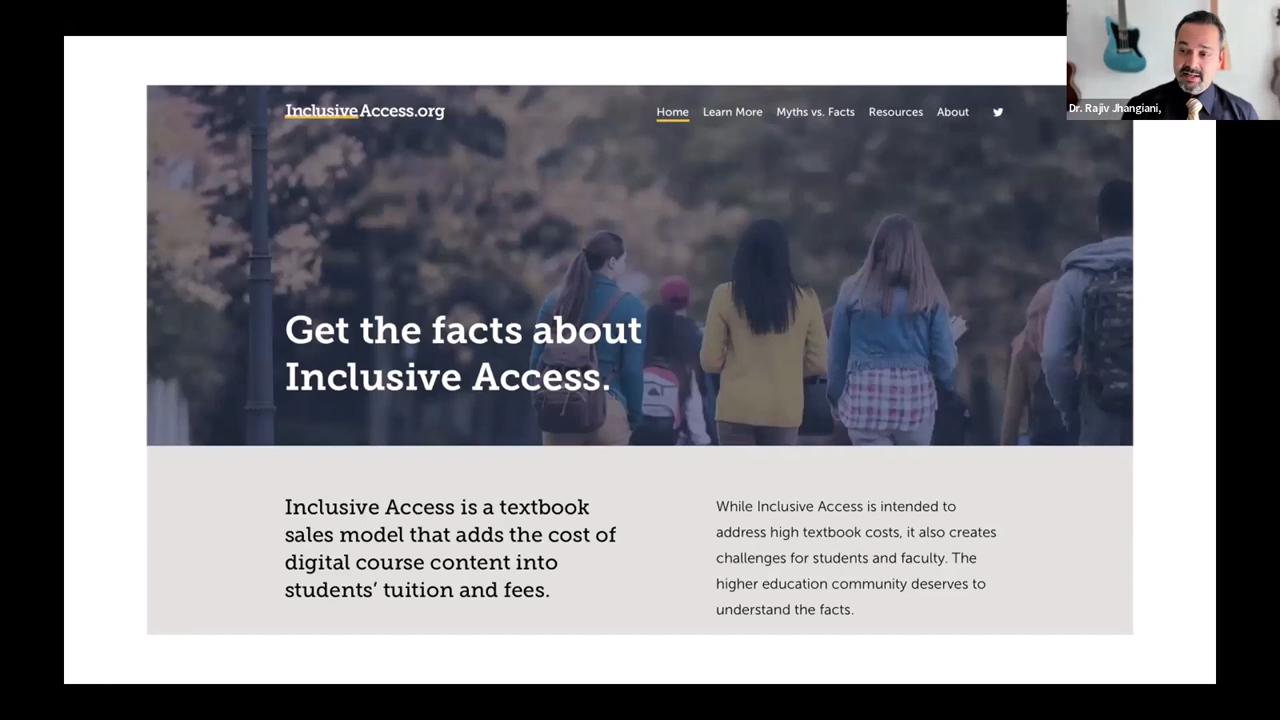 InclusiveAccess.org
Home Learn More Myths vs. Facts Resources About
Dr. Rajiv Jhangiani,
Get the facts about
Inclusive Access.
Inclusive Access is a textbook
sales model that adds the cost of
digital course content into
students’ tuition and fees.
While Inclusive Access is intended to
address high textbook costs, it also creates
challenges for students and faculty. The
higher education community deserves to
understand the facts.